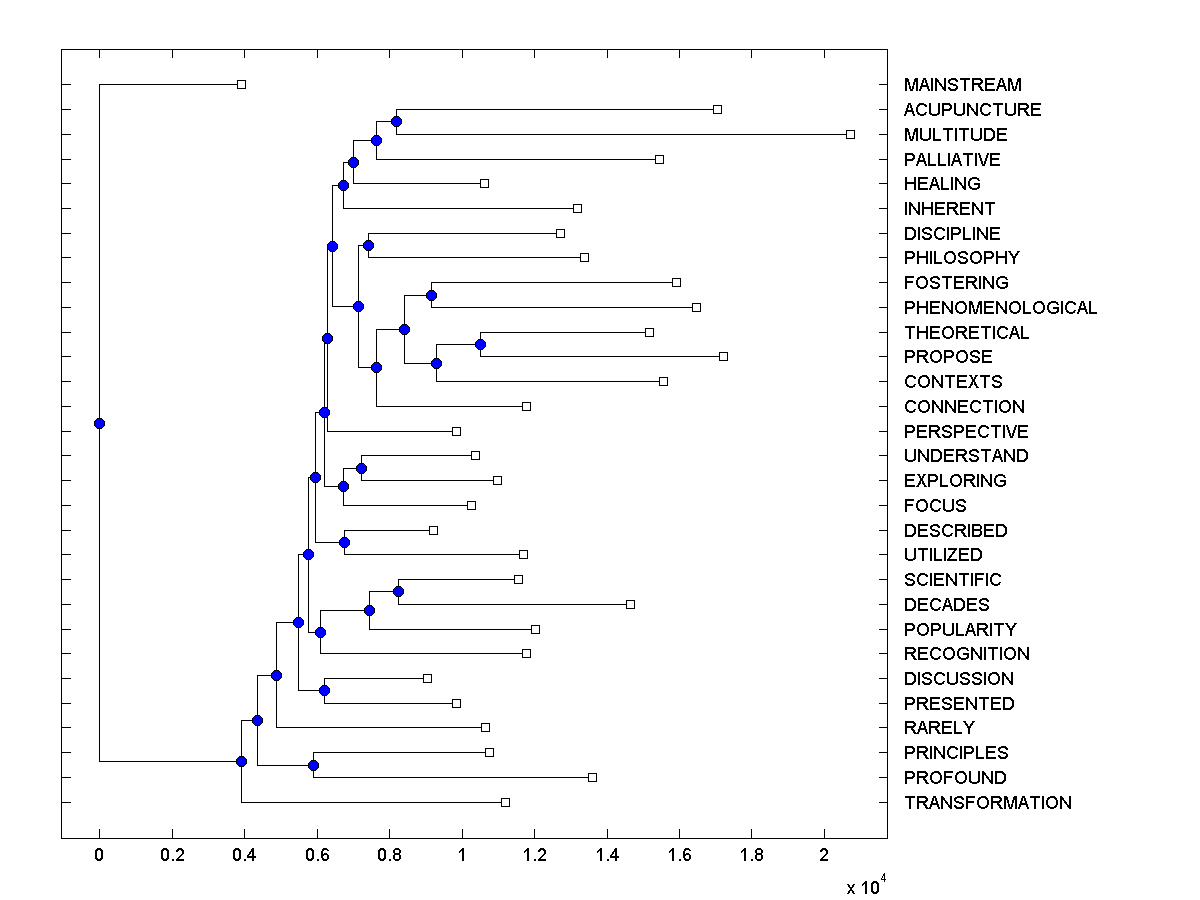 MAINSTREAM
ACUPUNCTURE
MULTITUDE
PALLIATIVE
HEALING
INHERENT
DISCIPLINE
PHILOSOPHY
FOSTERING
PHENOMENOLOGICAL
THEORETICAL
PROPOSE
CONTEXTS
CONNECTION
PERSPECTIVE
UNDERSTAND
EXPLORING
FOCUS
DESCRIBED
UTILIZED
SCIENTIFIC
DECADES
POPULARITY
RECOGNITION
DISCUSSION
PRESENTED
RARELY
PRINCIPLES
PROFOUND
TRANSFORMATION
0 0.2 0.4 0.6 0.8 1 1.2 1.4 1.6 1.8 2
x 10^4